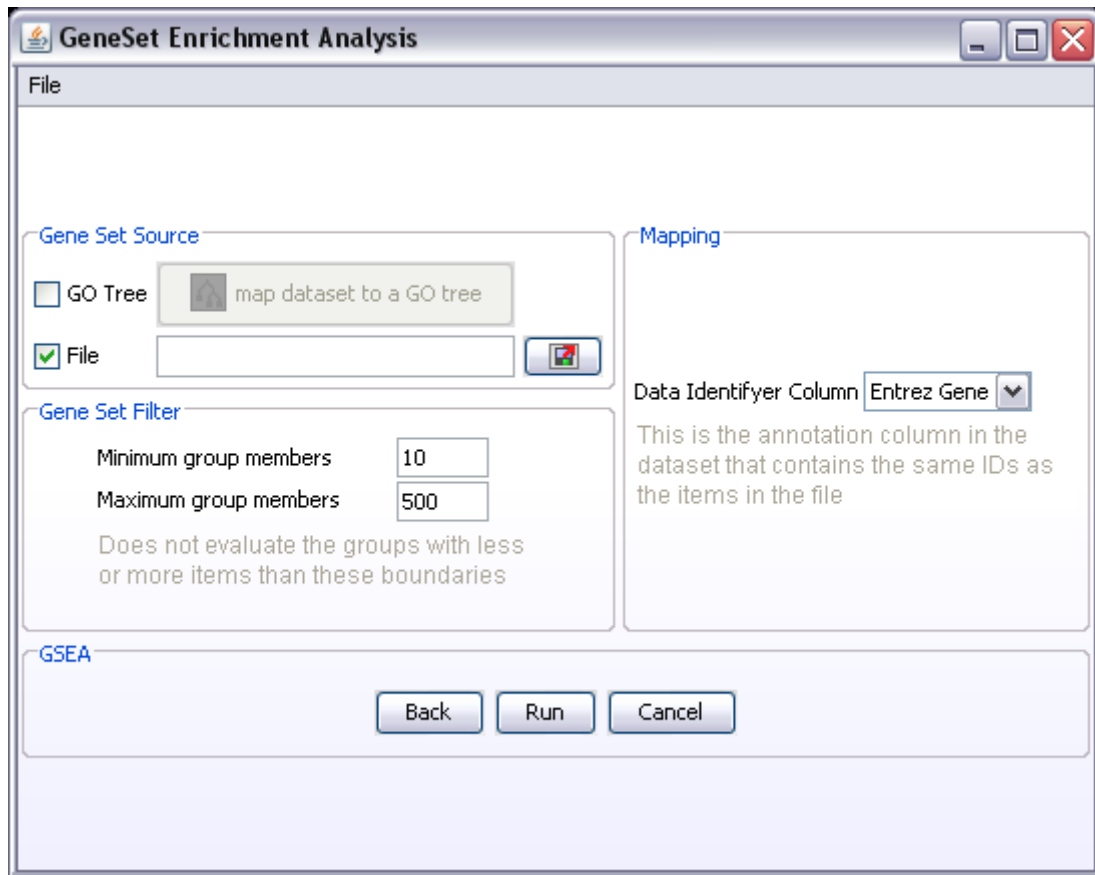 GeneSet Enrichment Analysis
File
Gene Set Source
GO Tree
map dataset to a GO tree
File
Gene Set Filter
Minimum group members 10
Maximum group members 500
Does not evaluate the groups with less
or more items than these boundaries
Mapping
Data Identifyer Column Entrez Gene
This is the annotation column in the
dataset that contains the same IDs as
the items in the file
GSEA
Back Run Cancel